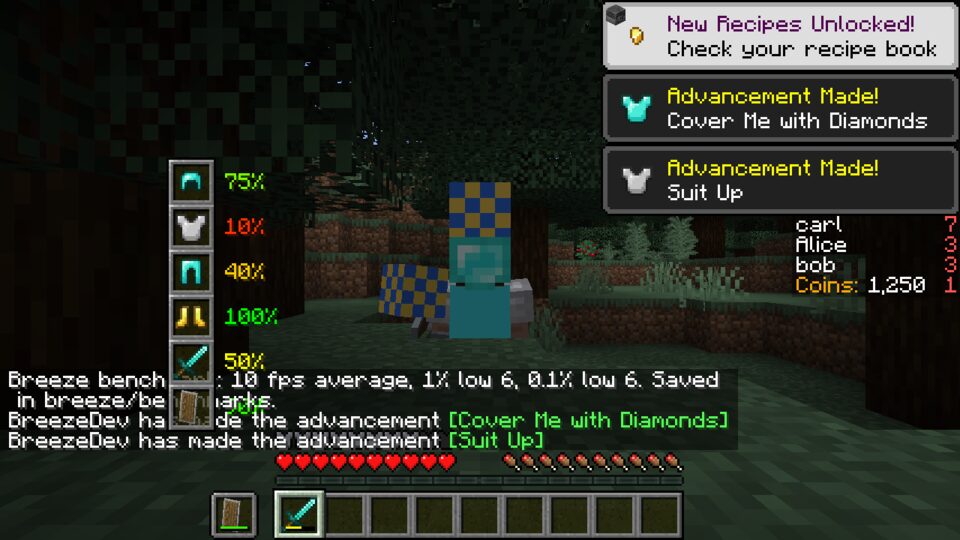 New Recipes Unlocked!
Check your recipe book
Advancement Made!
Cover Me with Diamonds
Advancement Made!
Suit Up
carl 7
Alice 3
bob 3
Coins: 1,250 1
75%
10%
40%
100%
50%
Breeze bench : 10 fps average, 1% low 6, 0.1% low 6. Saved
in breeze/be marks.
BreezeDev ha de the advancement [Cover Me with Diamonds]
BreezeDev has made the advancement [Suit Up]